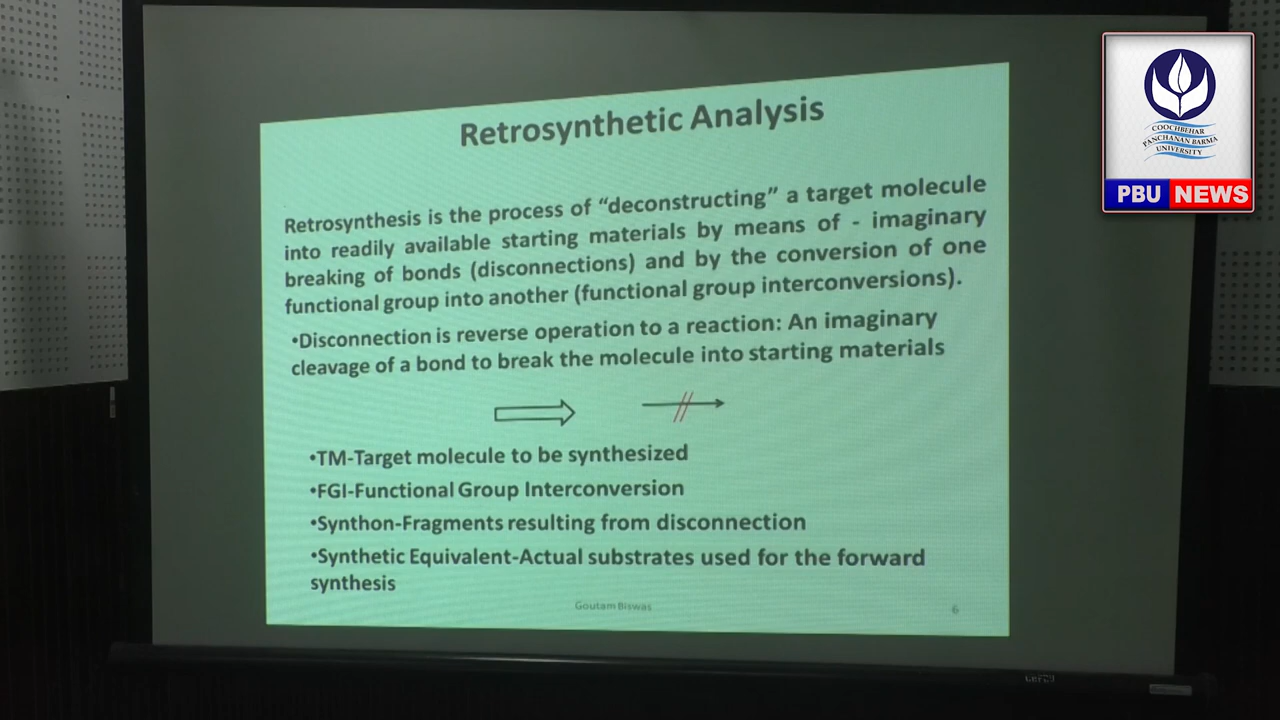 Retrosynthetic Analysis
Retrosynthesis is the process of “deconstructing” a target molecule
into readily available starting materials by means of - imaginary
breaking of bonds (disconnections) and by the conversion of one
functional group into another (functional group interconversions).
•Disconnection is reverse operation to a reaction: An imaginary
cleavage of a bond to break the molecule into starting materials
•TM-Target molecule to be synthesized
•FGI-Functional Group Interconversion
•Synthon-Fragments resulting from disconnection
•Synthetic Equivalent-Actual substrates used for the forward
synthesis
Goutam Biswas
6
COOCHBEHAR
PANCHANAN BARMA
UNIVERSITY
PBU NEWS